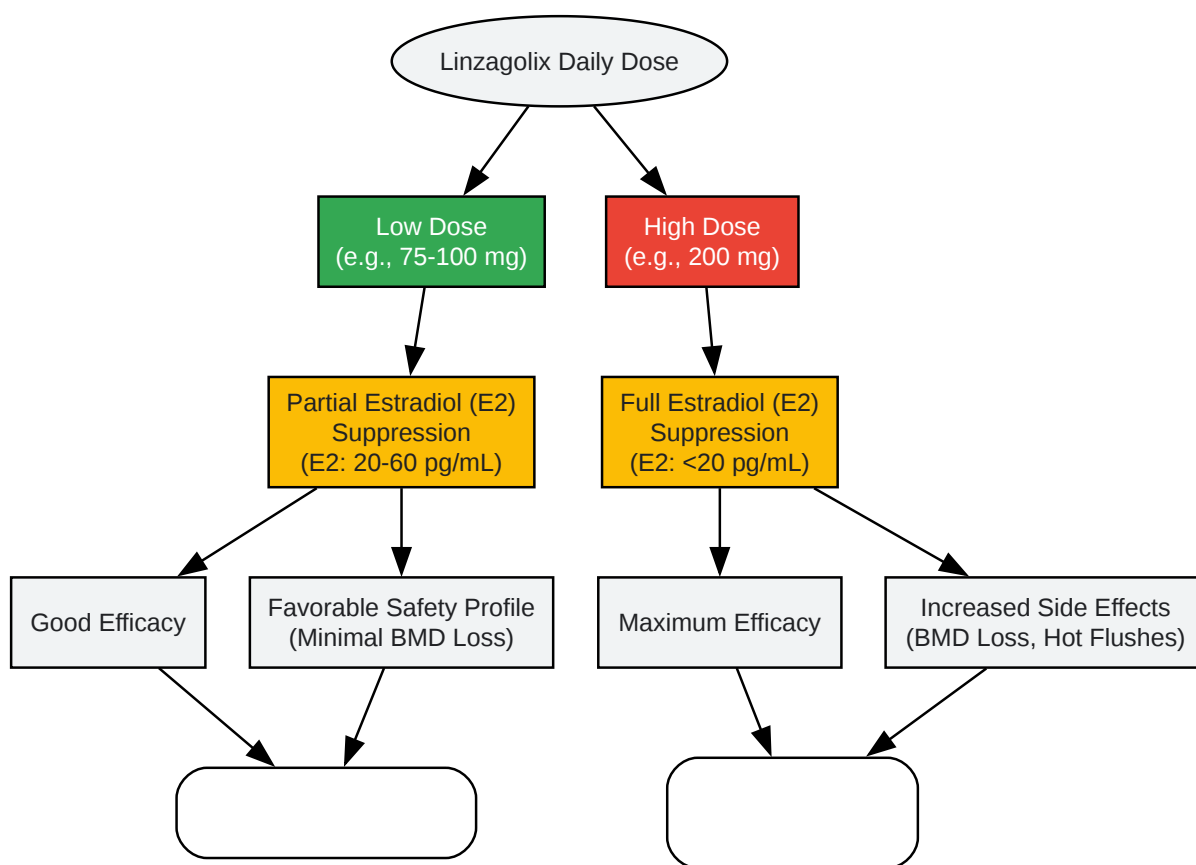 Linzagolix Daily Dose
Low Dose
(e.g., 75-100 mg)
High Dose
(e.g., 200 mg)
Partial Estradiol (E2)
Suppression
(E2: 20-60 pg/mL)
Full Estradiol (E2)
Suppression
(E2: <20 pg/mL)
Good Efficacy
Favorable Safety Profile
(Minimal BMD Loss)
Maximum Efficacy
Increased Side Effects
(BMD Loss, Hot Flushes)